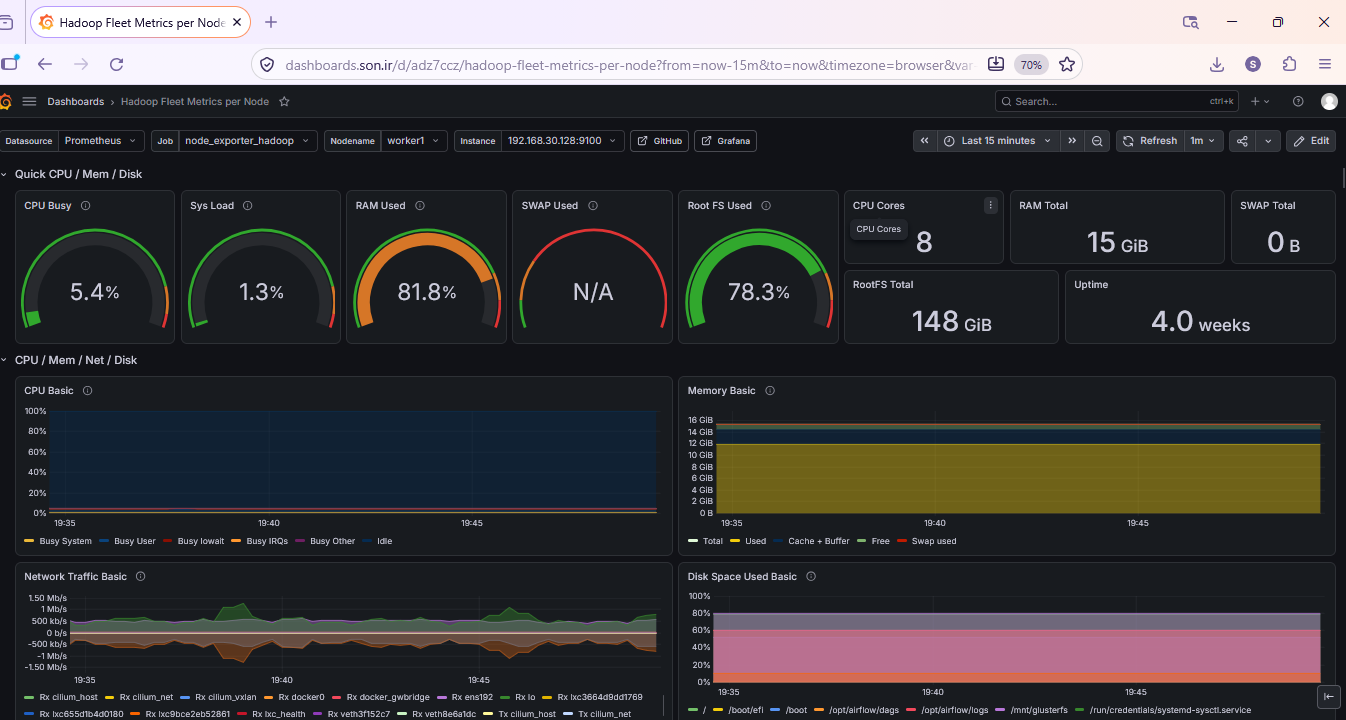 Hadoop Fleet Metrics per Node
dashboards.son.ir/d/adz7ccz/hadoop-fleet-metrics-per-node?from=now-15m&to=now&timezone=browser&var
70%
S
Dashboards › Hadoop Fleet Metrics per Node
Search... ctrl+k
Datasource Prometheus
Job node_exporter_hadoop
Nodename worker1
Instance 192.168.30.128:9100
GitHub
Grafana
Last 15 minutes
Refresh 1m
Edit
Quick CPU / Mem / Disk
CPU Busy
5.4%
Sys Load
1.3%
RAM Used
81.8%
SWAP Used
N/A
Root FS Used
78.3%
CPU Cores
CPU Cores
8
RAM Total
15 GiB
SWAP Total
0 B
RootFS Total
148 GiB
Uptime
4.0 weeks
CPU / Mem / Net / Disk
CPU Basic
100%
80%
60%
40%
20%
0%
19:35 19:40 19:45
Busy System Busy User Busy Iowait Busy IRQs Busy Other Idle
Memory Basic
16 GiB
14 GiB
12 GiB
10 GiB
8 GiB
6 GiB
4 GiB
2 GiB
0 B
19:35 19:40 19:45
Total Used Cache + Buffer Free Swap used
Network Traffic Basic
1.50 Mb/s
1 Mb/s
500 kb/s
0 b/s
-500 kb/s
-1 Mb/s
-1.50 Mb/s
19:35 19:40 19:45
Rx cilium_host Rx cilium_net Rx cilium_vxlan Rx docker0 Rx docker_gwbridge Rx ens192 Rx lo Rx lxc3664d9dd1769
Rx lxc655d1b4d0180 Rx lxc9bce2eb52861 Rx lxc_health Rx veth3f152c7 Rx veth8e6a1dc Tx cilium_host Tx cilium_net
Disk Space Used Basic
100%
80%
60%
40%
20%
0%
19:35 19:40 19:45
/ /boot/efi /boot /opt/airflow/dags /opt/airflow/logs /mnt/glusterfs /run/credentials/systemd-sysctl.service